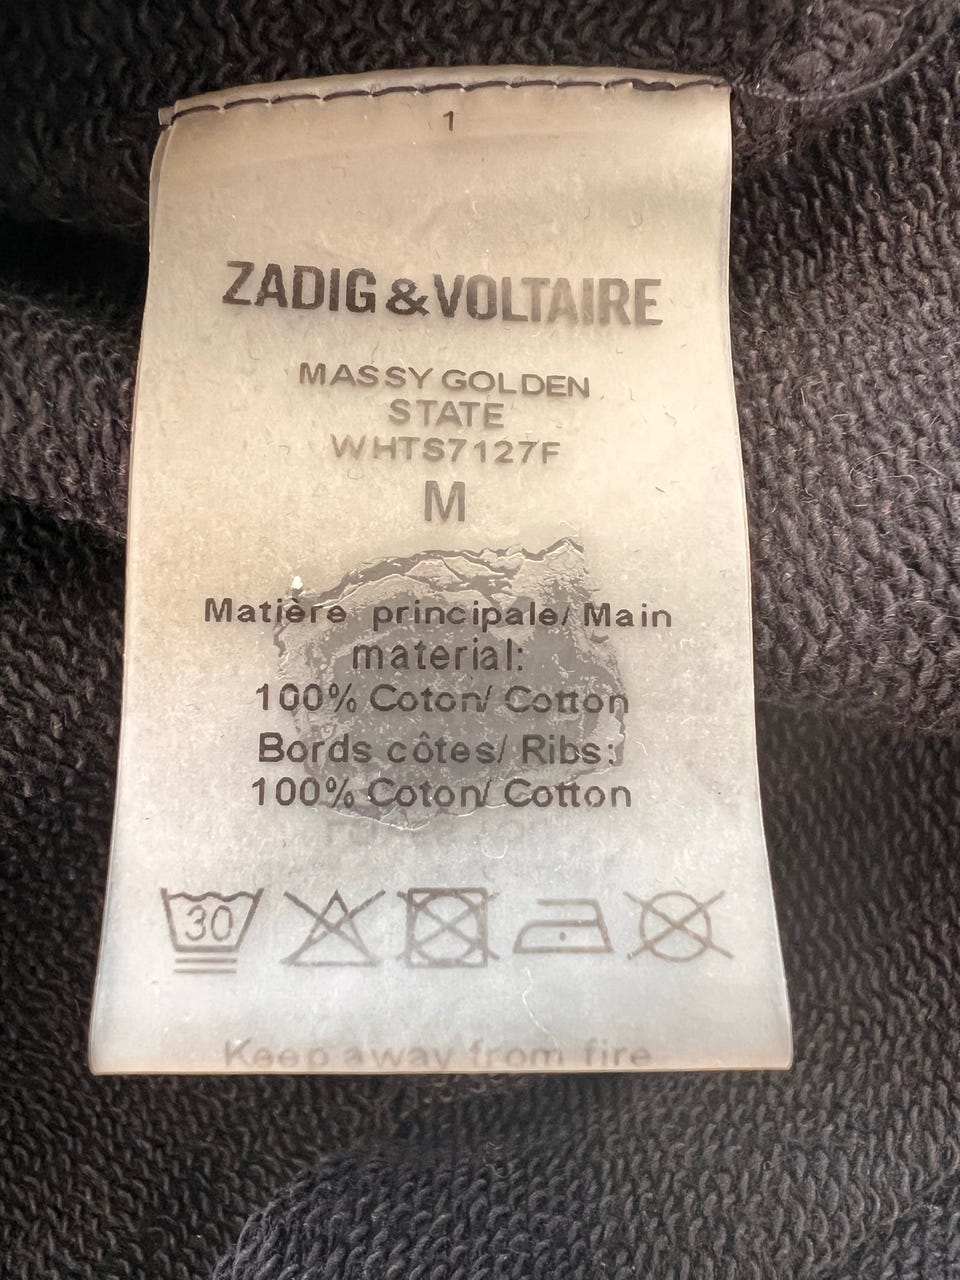 1
ZADIG & VOLTAIRE
MASSY GOLDEN
STATE
WHTS7127F
M
Matière principale/ Main
material:
100% Coton/ Cotton
Bords côtes/ Ribs:
100% Coton/ Cotton
30
Keep away from fire